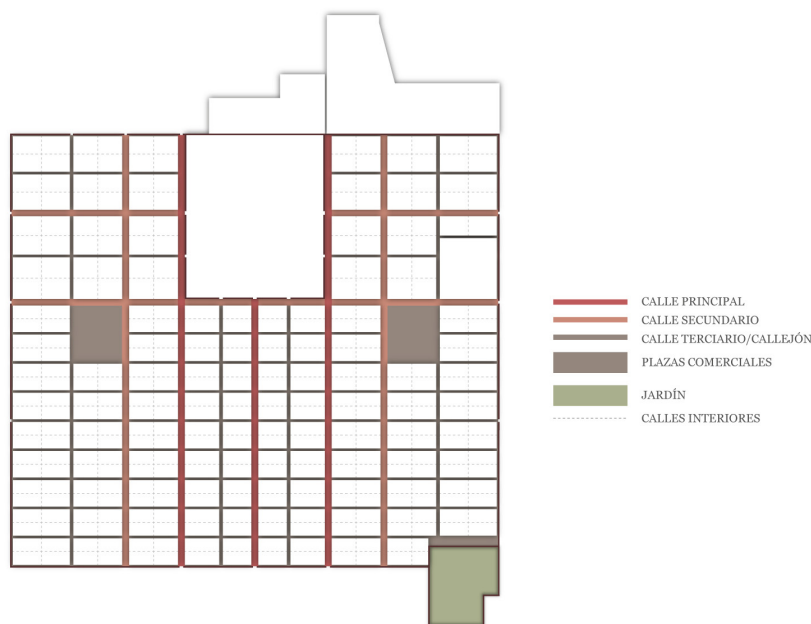 CALLE PRINCIPAL
CALLE SECUNDARIO
CALLE TERCIARIO/CALLEJÓN
PLAZAS COMERCIALES
JARDÍN
CALLES INTERIORES